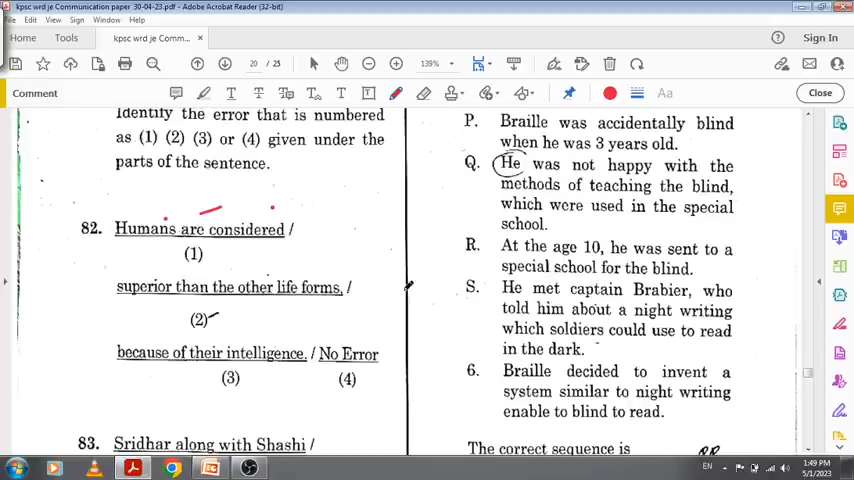 kpsc wrd je Communication paper 30-04-23.pdf - Adobe Acrobat Reader (32-bit)
File Edit View Sign Window Help
Home Tools kpsc wrd je Comm... × Sign In
20 / 25 139%
Comment Close
Identify the error that is numbered
as (1) (2) (3) or (4) given under the
parts of the sentence.
82. Humans are considered /
(1)
superior than the other life forms, /
(2)
because of their intelligence. / No Error
(3) (4)
83. Sridhar along with Shashi /
P. Braille was accidentally blind
when he was 3 years old.
Q. He was not happy with the
methods of teaching the blind,
which were used in the special
school.
R. At the age 10, he was sent to a
special school for the blind.
S. He met captain Brabier, who
told him about a night writing
which soldiers could use to read
in the dark.
6. Braille decided to invent a
system similar to night writing
enable to blind to read.
The correct sequence is
EN 1:49 PM
5/1/2023